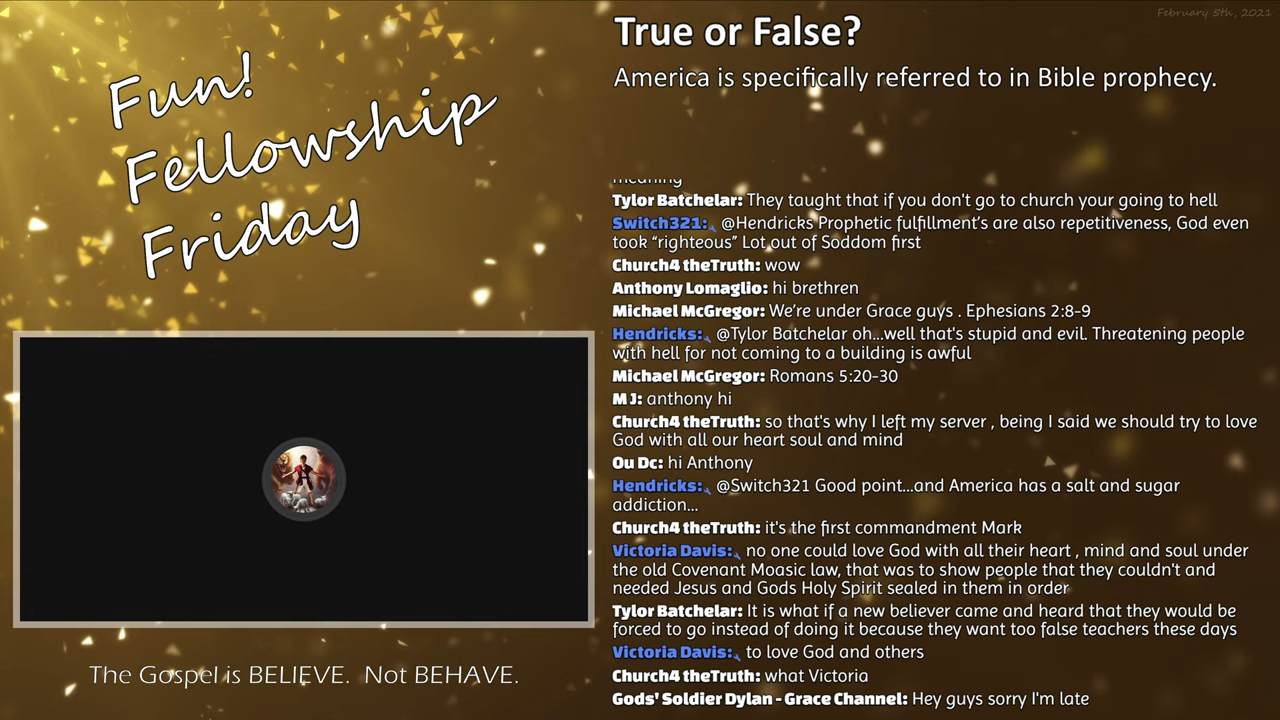 Fun!
Fellowship
Friday
The Gospel is BELIEVE. Not BEHAVE.
February 5th, 2021
True or False?
America is specifically referred to in Bible prophecy.
meaning
Tylor Batchelar: They taught that if you don't go to church your going to hell
Switch321: @Hendricks Prophetic fulfillment’s are also repetitiveness, God even
took “righteous” Lot out of Soddom first
Church4 theTruth: wow
Anthony Lomaglio: hi brethren
Michael McGregor: We’re under Grace guys . Ephesians 2:8-9
Hendricks: @Tylor Batchelar oh...well that's stupid and evil. Threatening people
with hell for not coming to a building is awful
Michael McGregor: Romans 5:20-30
M J: anthony hi
Church4 theTruth: so that's why I left my server , being I said we should try to love
God with all our heart soul and mind
Ou Dc: hi Anthony
Hendricks: @Switch321 Good point...and America has a salt and sugar
addiction...
Church4 theTruth: it's the first commandment Mark
Victoria Davis: no one could love God with all their heart , mind and soul under
the old Covenant Moasic law, that was to show people that they couldn't and
needed Jesus and Gods Holy Spirit sealed in them in order
Tylor Batchelar: It is what if a new believer came and heard that they would be
forced to go instead of doing it because they want too false teachers these days
Victoria Davis: to love God and others
Church4 theTruth: what Victoria
Gods' Soldier Dylan - Grace Channel: Hey guys sorry I'm late